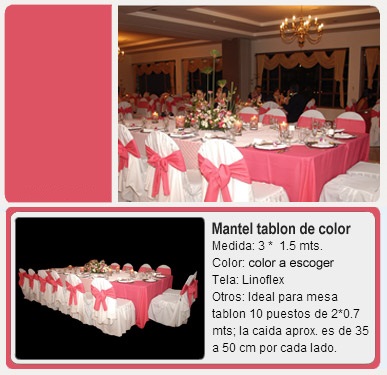 Mantel tablon de color
Medida: 3 * 1.5 mts.
Color: color a escoger
Tela: Linoflex
Otros: Ideal para mesa
tablon 10 puestos de 2*0.7
mts; la caida aprox. es de 35
a 50 cm por cada lado.